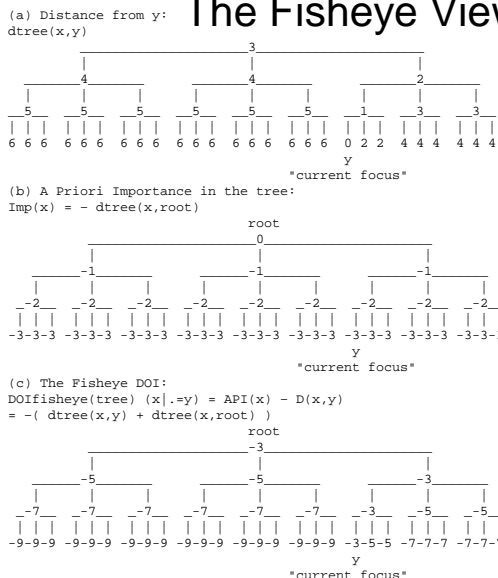 The Fisheye View
(a) Distance from y:
dtree(x,y)
3
4 4 2
5 5 5 5 5 5 1 3 3
6 6 6 6 6 6 6 6 6 6 6 6 6 6 6 6 6 6 0 2 2 4 4 4 4 4 4
y
"current focus"
(b) A Priori Importance in the tree:
Imp(x) = - dtree(x,root)
root
0
-1 -1 -1
-2 -2 -2 -2 -2 -2 -2 -2 -2
-3-3-3 -3-3-3 -3-3-3 -3-3-3 -3-3-3 -3-3-3 -3-3-3 -3-3-3 -3-3-3
y
"current focus"
(c) The Fisheye DOI:
DOIfisheye(tree) (x|.=y) = API(x) - D(x,y)
= -( dtree(x,y) + dtree(x,root) )
root
-3
-5 -5 -3
-7 -7 -7 -7 -7 -7 -3 -5 -5
-9-9-9 -9-9-9 -9-9-9 -9-9-9 -9-9-9 -9-9-9 -3-5-5 -7-7-7 -7-7-7
y
"current focus"